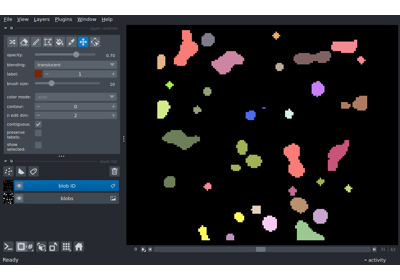 File View Layers Plugins Window Help
opacity: 0.70
blending: translucent
label: 1
brush size: 10
color mode:
contour: 0
n edit dim: 2
contiguous:
preserve labels:
show selected:
blob ID
blobs
Ready
activity